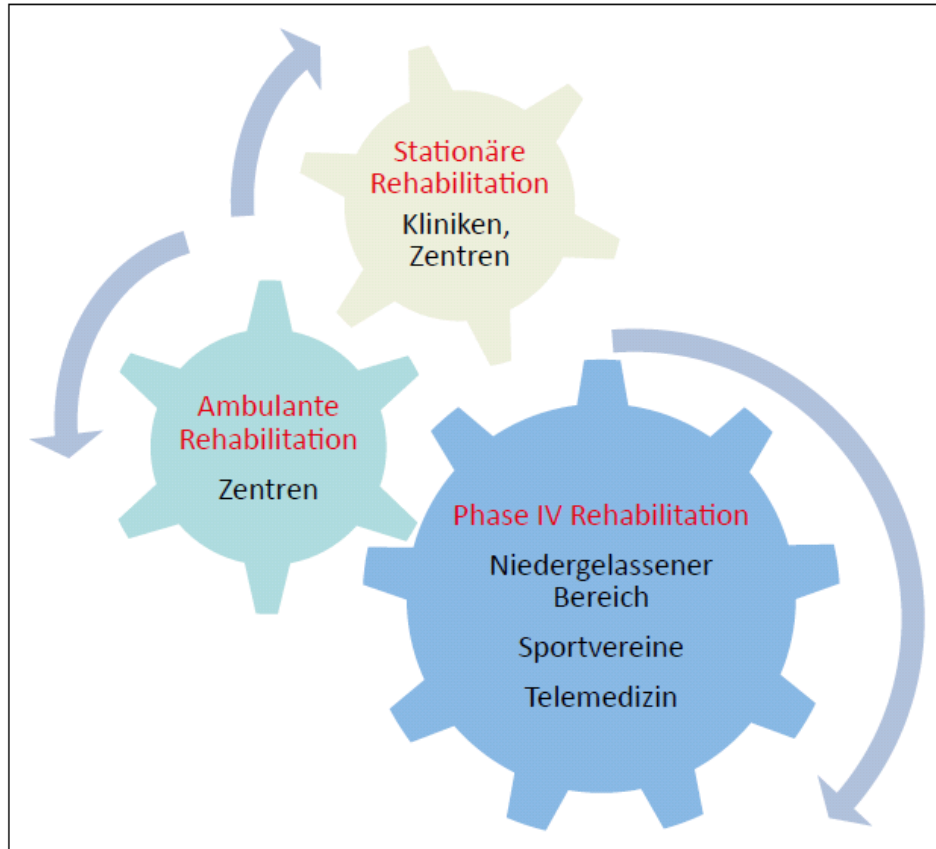 Stationäre
Rehabilitation
Kliniken,
Zentren
Ambulante
Rehabilitation
Zentren
Phase IV Rehabilitation
Niedergelassener
Bereich
Sportvereine
Telemedizin